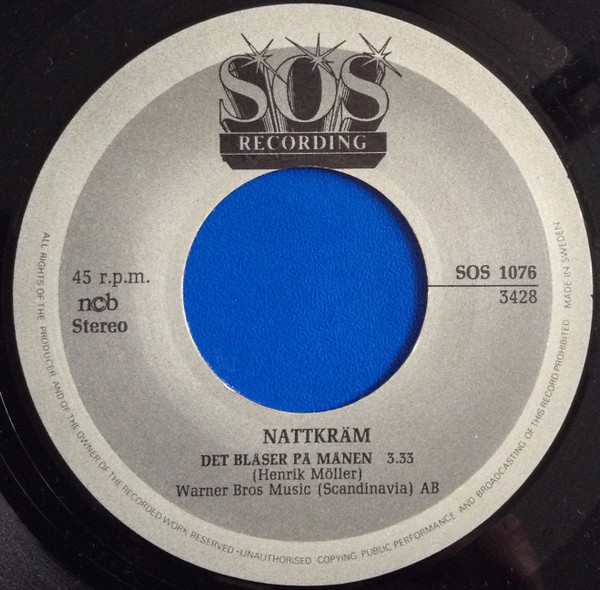 SOS
RECORDING
45 r.p.m.
ncb
Stereo
SOS 1076
3428
NATTKRÄM
DET BLÅSER PÅ MÅNEN 3.33
(Henrik Möller)
Warner Bros Music (Scandinavia) AB
ALL RIGHTS OF THE PRODUCER AND OF THE OWNER OF THE RECORDED WORK RESERVED · UNAUTHORISED COPYING PUBLIC PERFORMANCE AND BROADCASTING OF THIS RECORD PROHIBITED MADE IN SWEDEN